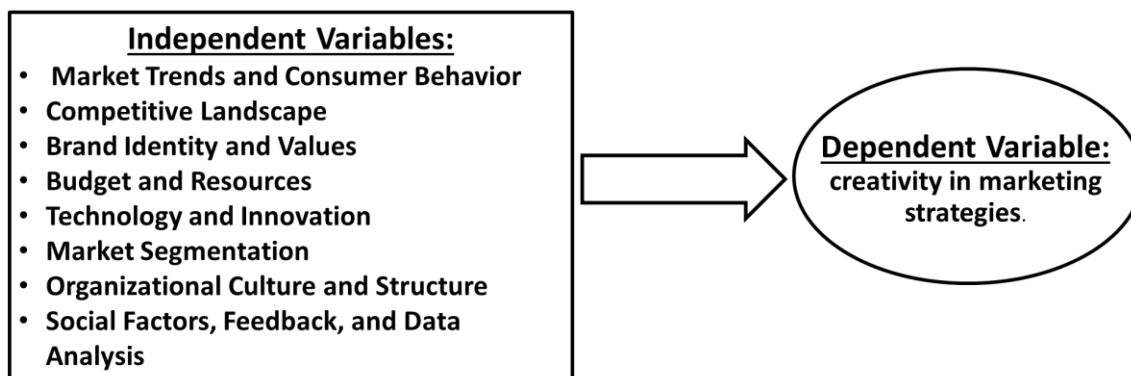 Independent Variables:
• Market Trends and Consumer Behavior
• Competitive Landscape
• Brand Identity and Values
• Budget and Resources
• Technology and Innovation
• Market Segmentation
• Organizational Culture and Structure
• Social Factors, Feedback, and Data
Analysis
Dependent Variable:
creativity in marketing
strategies.